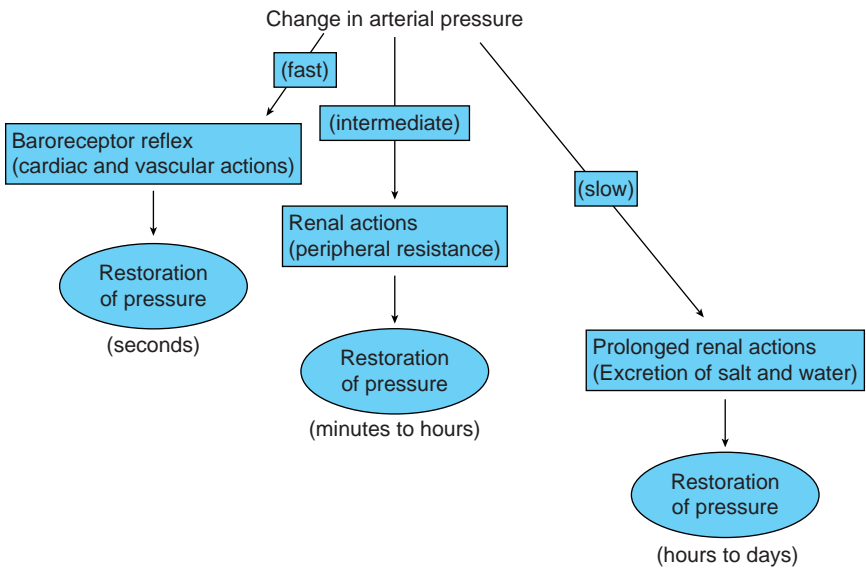 Change in arterial pressure
(fast)
Baroreceptor reflex
(cardiac and vascular actions)
Restoration
of pressure
(seconds)
(intermediate)
Renal actions
(peripheral resistance)
Restoration
of pressure
(minutes to hours)
(slow)
Prolonged renal actions
(Excretion of salt and water)
Restoration
of pressure
(hours to days)